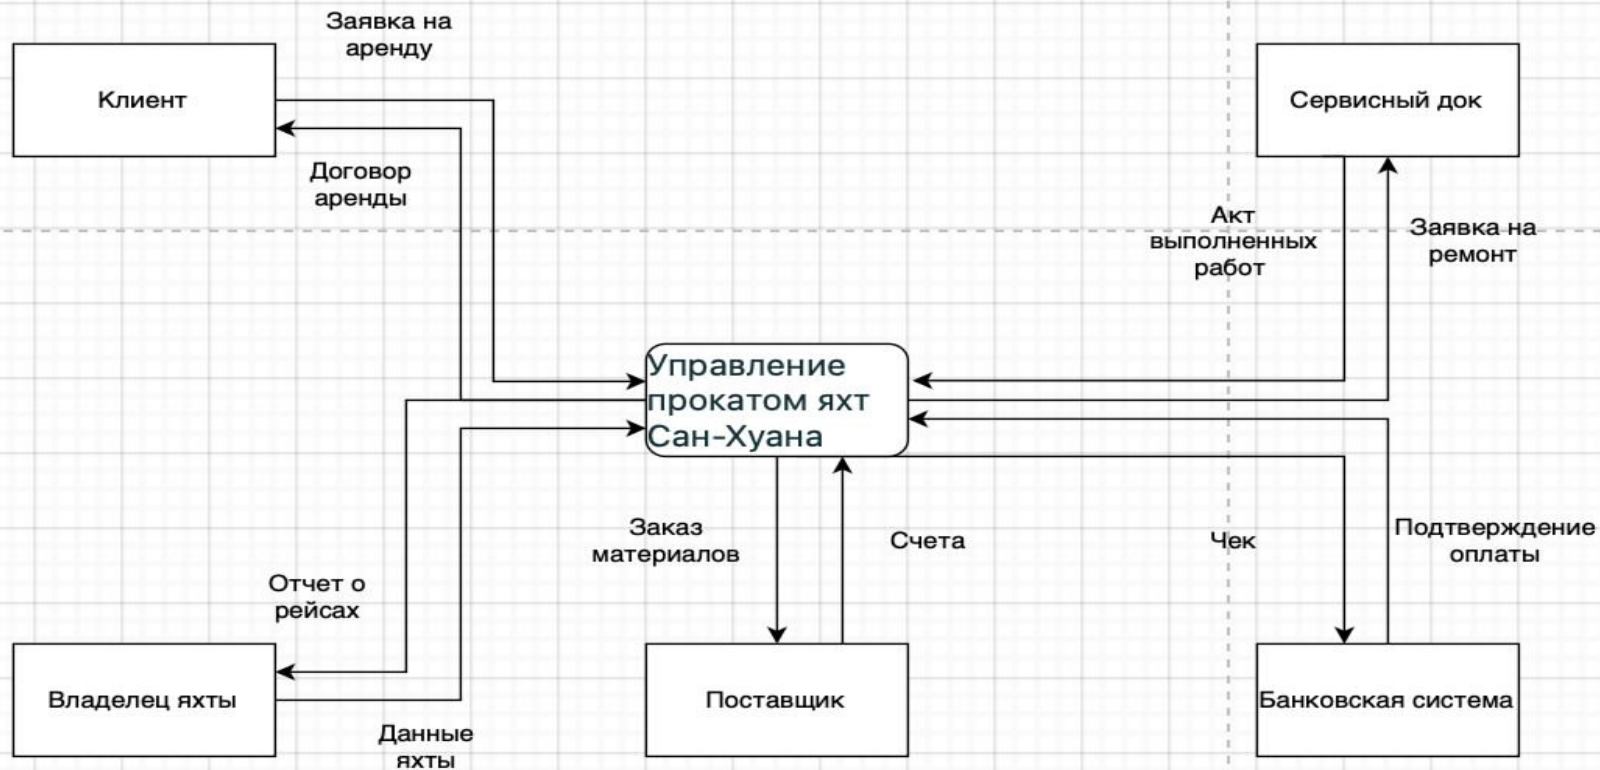 Заявка на
аренду
Клиент
Сервисный док
Договор
аренды
Акт
выполненных
работ
Заявка на
ремонт
Управление
прокатом яхт
Сан-Хуана
Заказ
материалов
Счета
Чек
Подтверждение
оплаты
Отчет о
рейсах
Владелец яхты
Поставщик
Банковская система
Данные
яхты